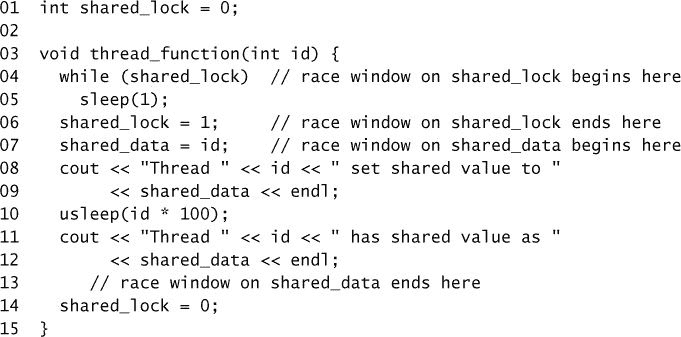 01 int shared_lock = 0;
02
03 void thread_function(int id) {
04   while (shared_lock)  // race window on shared_lock begins here
05     sleep(1);
06   shared_lock = 1;     // race window on shared_lock ends here
07   shared_data = id;    // race window on shared_data begins here
08   cout << "Thread " << id << " set shared value to "
09        << shared_data << endl;
10   usleep(id * 100);
11   cout << "Thread " << id << " has shared value as "
12        << shared_data << endl;
13      // race window on shared_data ends here
14   shared_lock = 0;
15 }